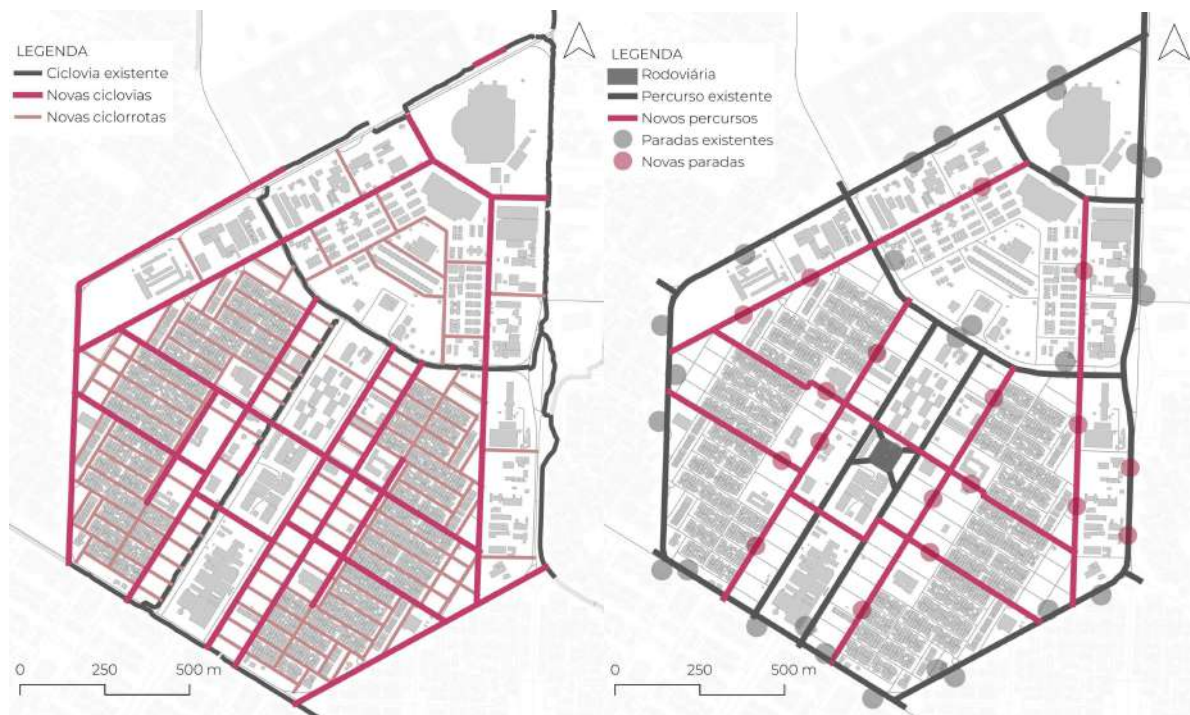 LEGENDA
Ciclovia existente
Novas ciclovias
Novas ciclorrotas
0 250 500 m
LEGENDA
Rodoviária
Percurso existente
Novos percursos
Paradas existentes
Novas paradas
0 250 500 m